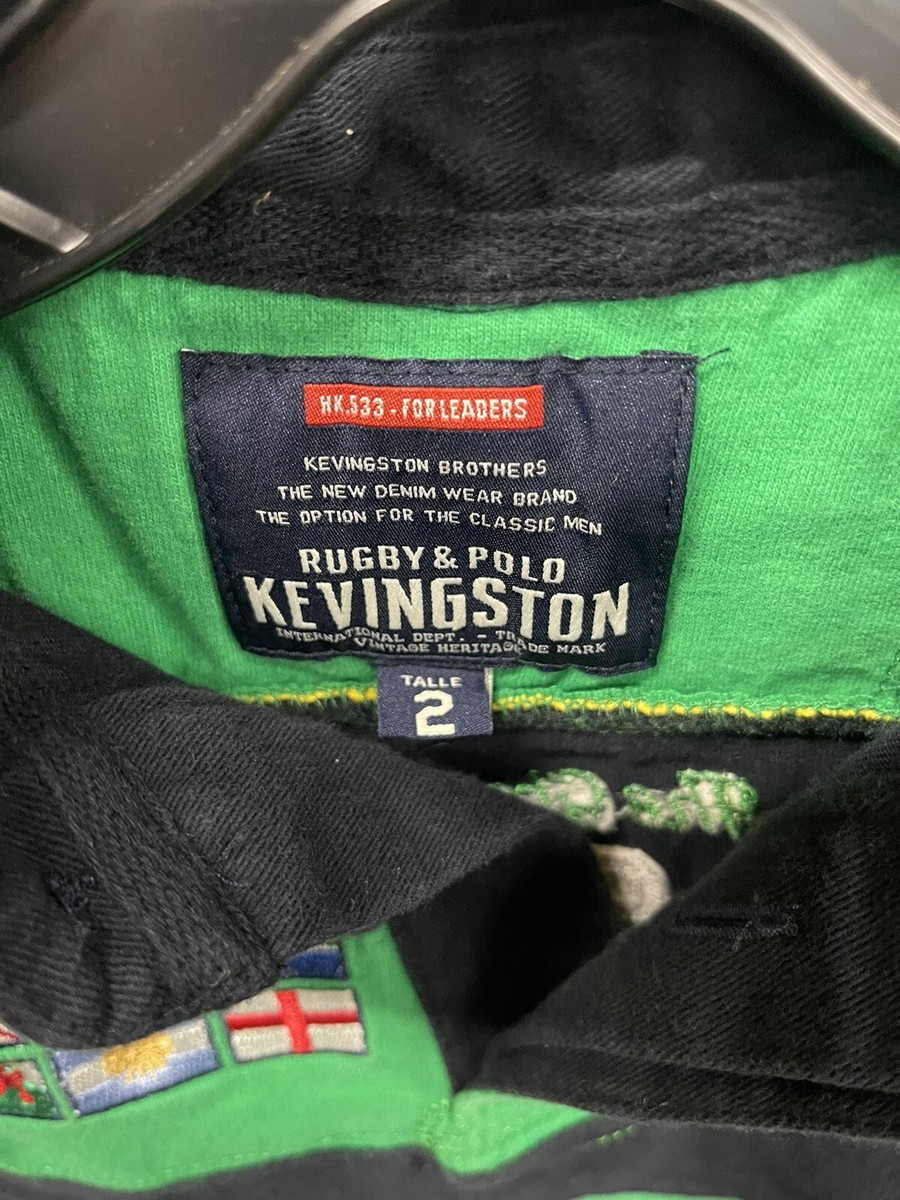 HK.533 - FOR LEADERS
KEVINGSTON BROTHERS
THE NEW DENIM WEAR BRAND
THE OPTION FOR THE CLASSIC MEN
RUGBY & POLO
KEVINGSTON
INTERNATIONAL DEPT. - TRADE MARK
VINTAGE HERITAGE
TALLE
2